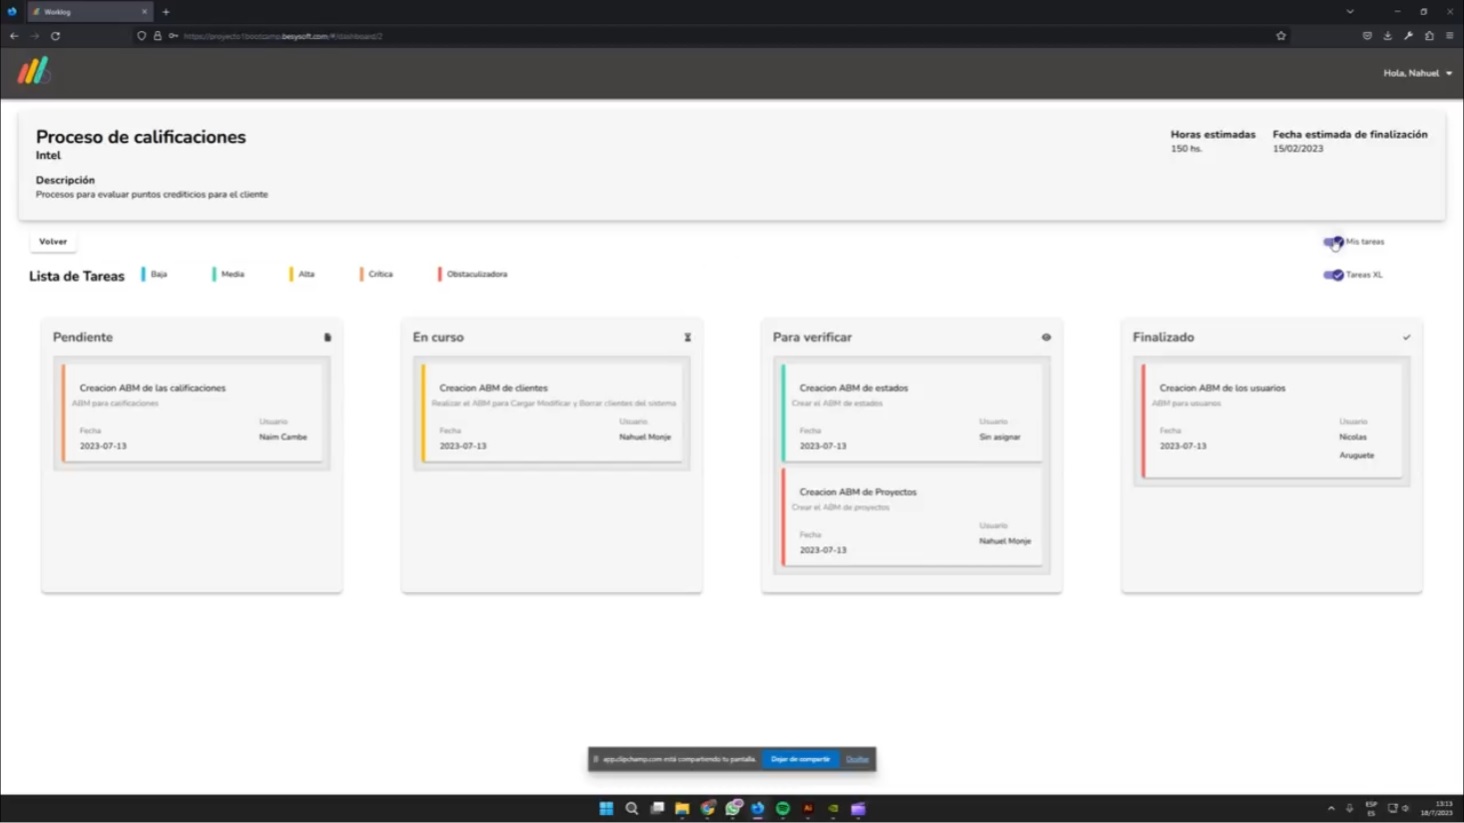 Worklog
https://proyecto1bootcamp.besysoft.com/#/dashboard/2
Hola, Nahuel
Proceso de calificaciones
Intel
Horas estimadas
150 hs.
Fecha estimada de finalización
15/02/2023
Descripción
Procesos para evaluar puntos crediticios para el cliente
Volver
Mis tareas
Lista de Tareas
Baja
Media
Alta
Crítica
Obstaculizadora
Tareas XL
Pendiente
Creacion ABM de las calificaciones
ABM para calificaciones
Fecha
2023-07-13
Usuario
Naim Cambe
En curso
Creacion ABM de clientes
Realizar el ABM para Cargar Modificar y Borrar clientes del sistema
Fecha
2023-07-13
Usuario
Nahuel Monje
Para verificar
Creacion ABM de estados
Crear el ABM de estados
Fecha
2023-07-13
Usuario
Sin asignar
Creacion ABM de Proyectos
Crear el ABM de proyectos
Fecha
2023-07-13
Usuario
Nahuel Monje
Finalizado
Creacion ABM de los usuarios
ABM para usuarios
Fecha
2023-07-13
Usuario
Nicolas
Aruguete
app.clipchamp.com está compartiendo tu pantalla.
Dejar de compartir
Ocultar
Ai
ESP
ES
13:13
18/7/2023